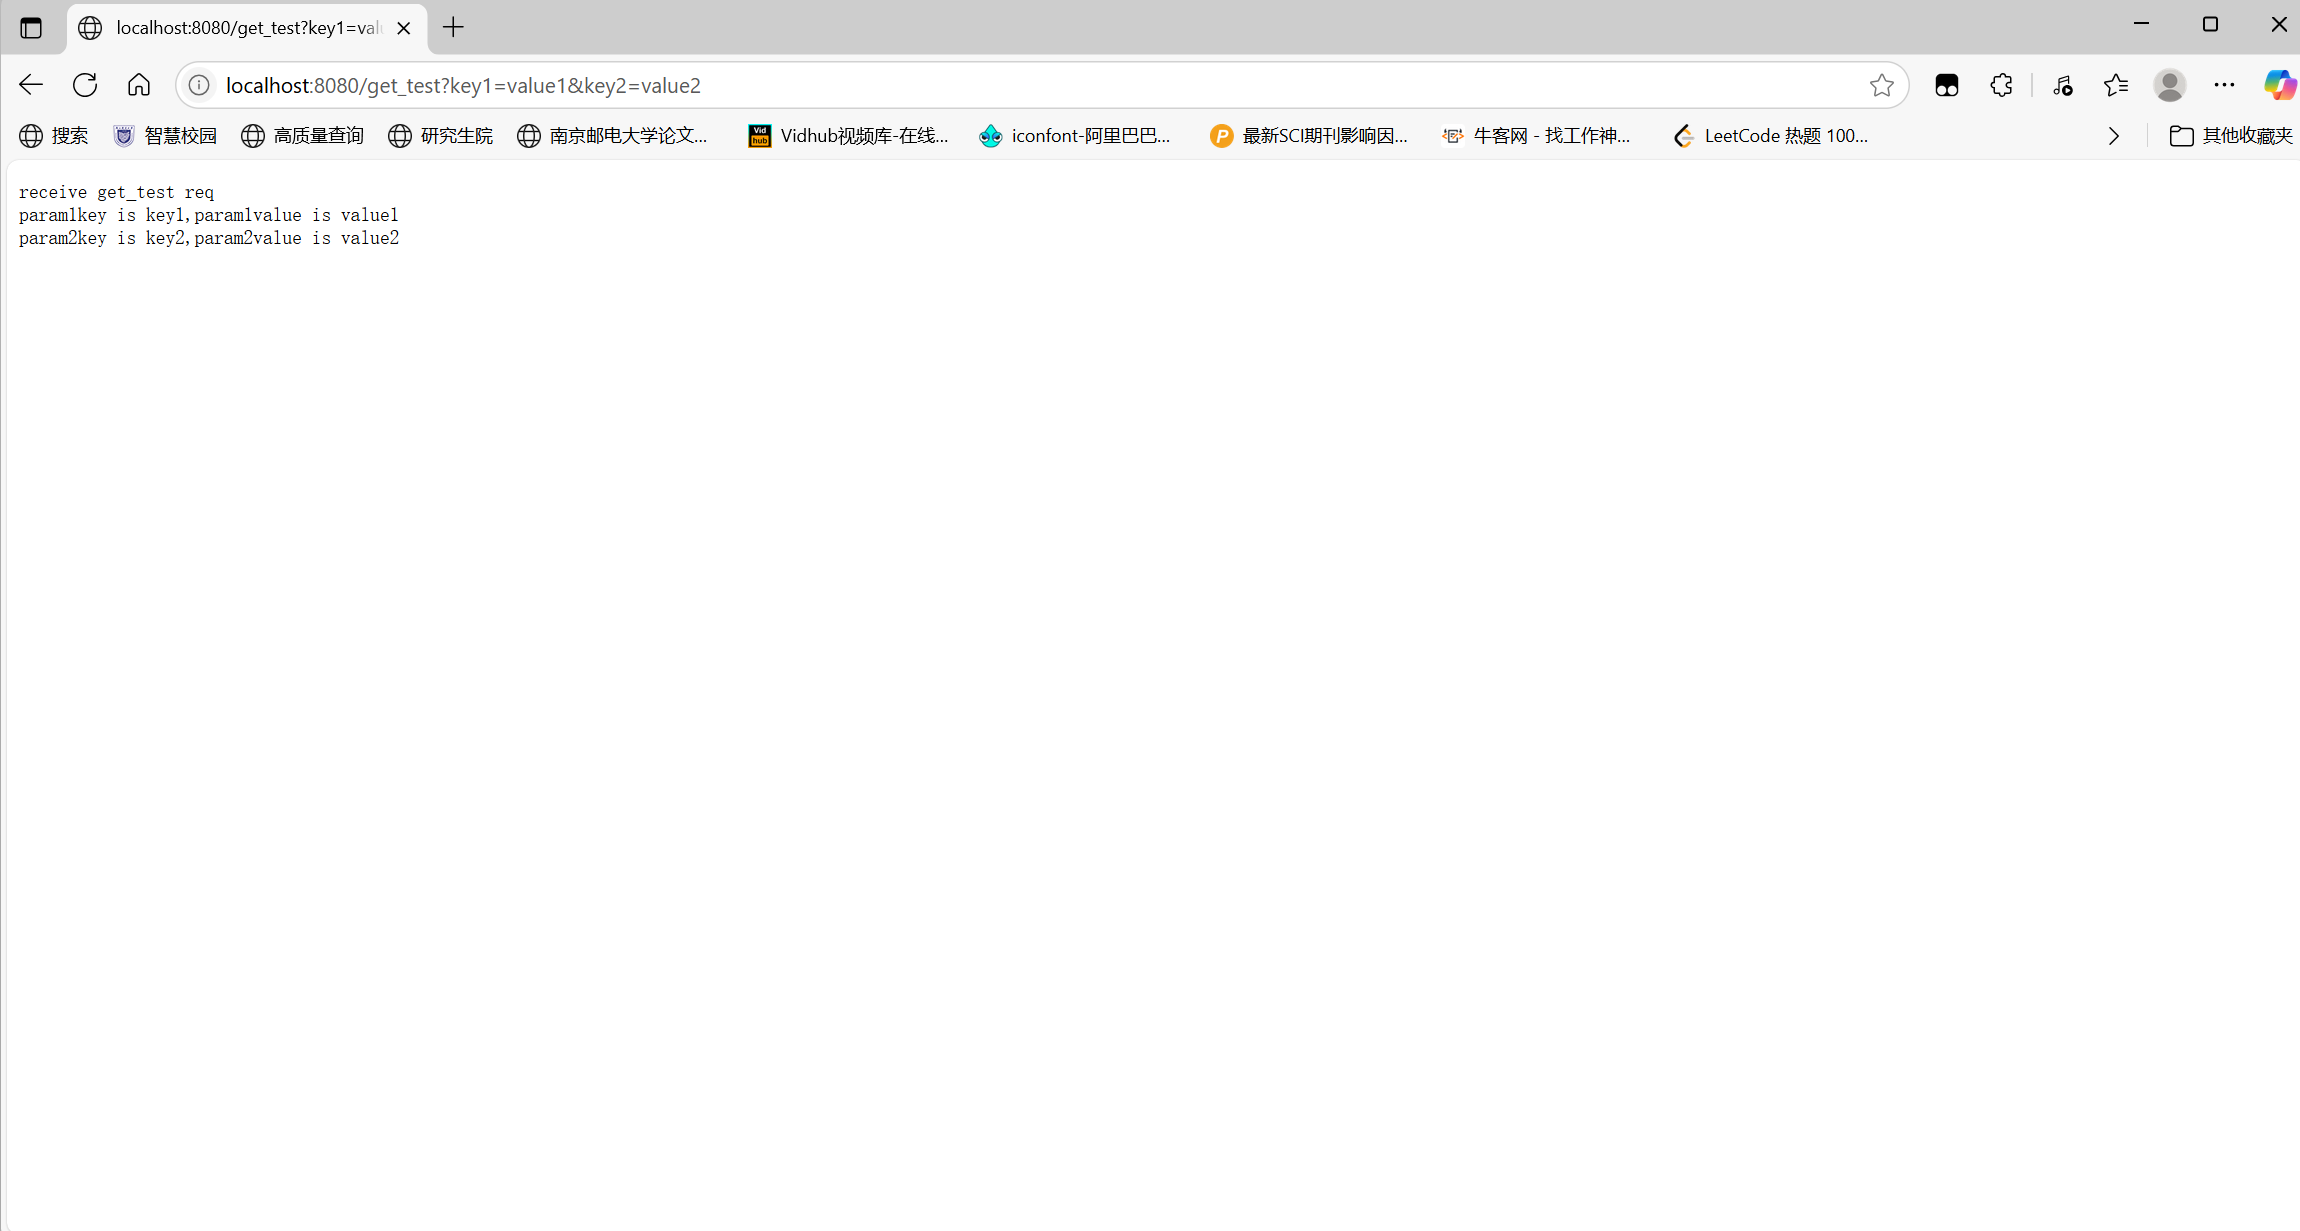 localhost:8080/get_test?key1=val
localhost:8080/get_test?key1=value1&key2=value2
搜索 智慧校园 高质量查询 研究生院 南京邮电大学论文... Vid hub Vidhub视频库-在线... iconfont-阿里巴巴... P 最新SCI期刊影响因... 牛客网 - 找工作神... LeetCode 热题 100... 其他收藏夹
receive get_test req
param1key is key1,param1value is value1
param2key is key2,param2value is value2